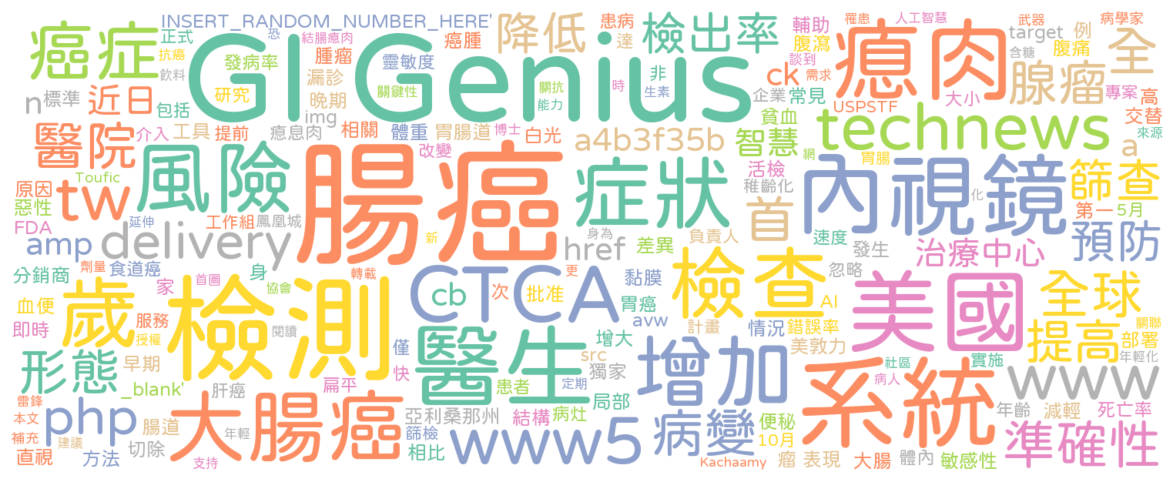 INSERT_RANDOM_NUMBER_HERE'
患病
罹患
人工智慧
武器
病學家
癌症
正式
抗癌
飲料
恐
結腸瘜肉
癌腫
GI Genius
降低
達
檢出率
輔助
腹瀉
談到
瘜肉
target
例
腹痛
全
發病率
腫瘤
靈敏度
漏診
非
ck
需求
含糖
腺瘤
專案
高
n
標準
近日
研究
晚期
關鍵性
關抗
能力
時
生素
企業
常見
USPSTF
大小
交替
來源
包括
img
貧血
technews
醫院
介入
工具
提前
瘜息肉
相關
體重
胃腸道
博士
白光
a4b3f35b
智慧
a
改變
網
胃腸
Toufic
風險
腸癌
症狀
活檢
稚齡化
化
內視鏡
篩查
原因
惡性
tw
首
第一
5月
FDA
延伸
工作組
鳳凰城
新
身為
負責人
速度
發生
治療中心
預防
amp
delivery
href
差異
忽略
分銷商
劑量
食道癌
首圖
身
轉載
更
黏膜
家
協會
CTCA
cb
次
批准
胃癌
檢查
AI
美國
全球
關聯
血便
歲
檢測
avw
計畫
情況
錯誤率
即時
服務
授權
閱讀
醫生
僅
增大
美敦力
提高
部署
年輕化
形態
早期
快
src
獨家
增加
社區
實施
系統
www
_blank'
肝癌
扁平
患者
定期
局部
病人
雷鋒
本文
php
腸道
大腸癌
亞利桑那州
結構
病灶
病變
便秘
年齡
減輕
死亡率
補充
建議
年輕
篩檢
www5
10月
準確性
直視
方法
切除
支持
相比
Kachaamy
瘤
表現
大腸
體內
敏感性